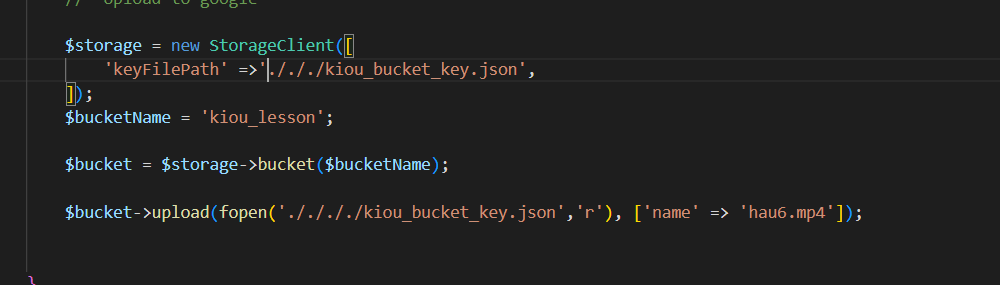 // Upload to google
$storage = new StorageClient([
'keyFilePath' =>'./././kiou_bucket_key.json',
]);
$bucketName = 'kiou_lesson';
$bucket = $storage->bucket($bucketName);
$bucket->upload(fopen('./././././kiou_bucket_key.json','r'), ['name' => 'hau6.mp4']);
}